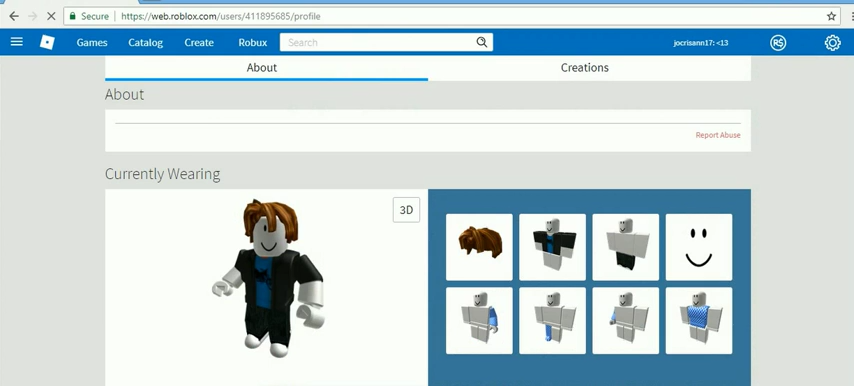 Secure https://web.roblox.com/users/411895685/profile
Games Catalog Create Robux Search jocrisann17: <13 R$
About Creations
About
Report Abuse
Currently Wearing
3D